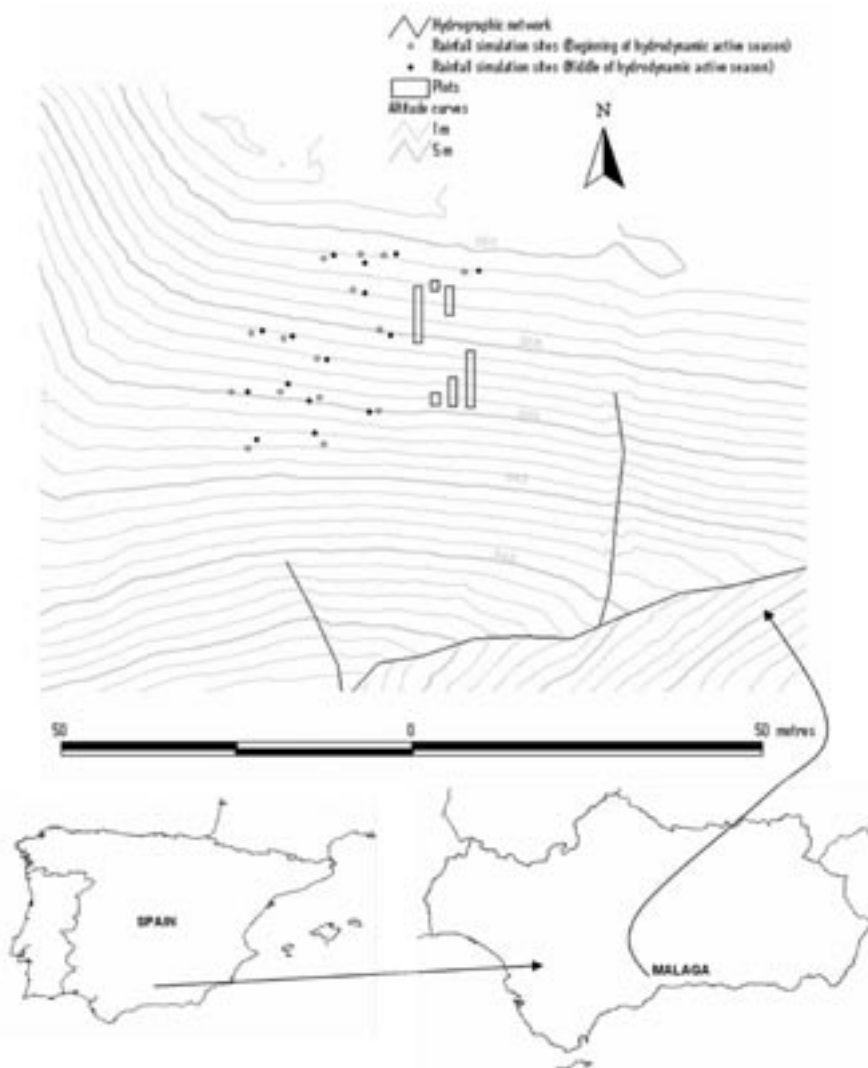 Hydrographic network
Rainfall simulation sites (Beginning of hydrodynamic active season)
Rainfall simulation sites (Middle of hydrodynamic active season)
Plots
Altitude curves
1 m
5 m
N
50 0 50 metres
SPAIN
MALAGA